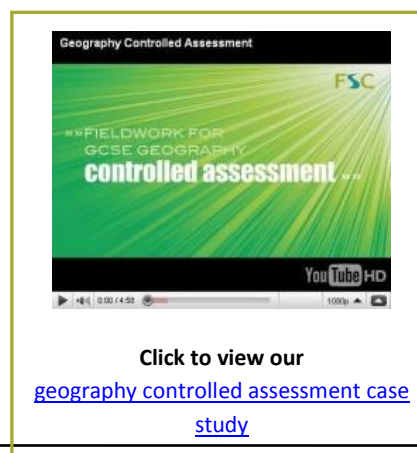 Geography Controlled Assessment
FSC
»»FIELDWORK FOR
GCSE GEOGRAPHY
controlled assessment »»
YouTube HD
0:00 / 4:58
1080p
Click to view our
geography controlled assessment case
study